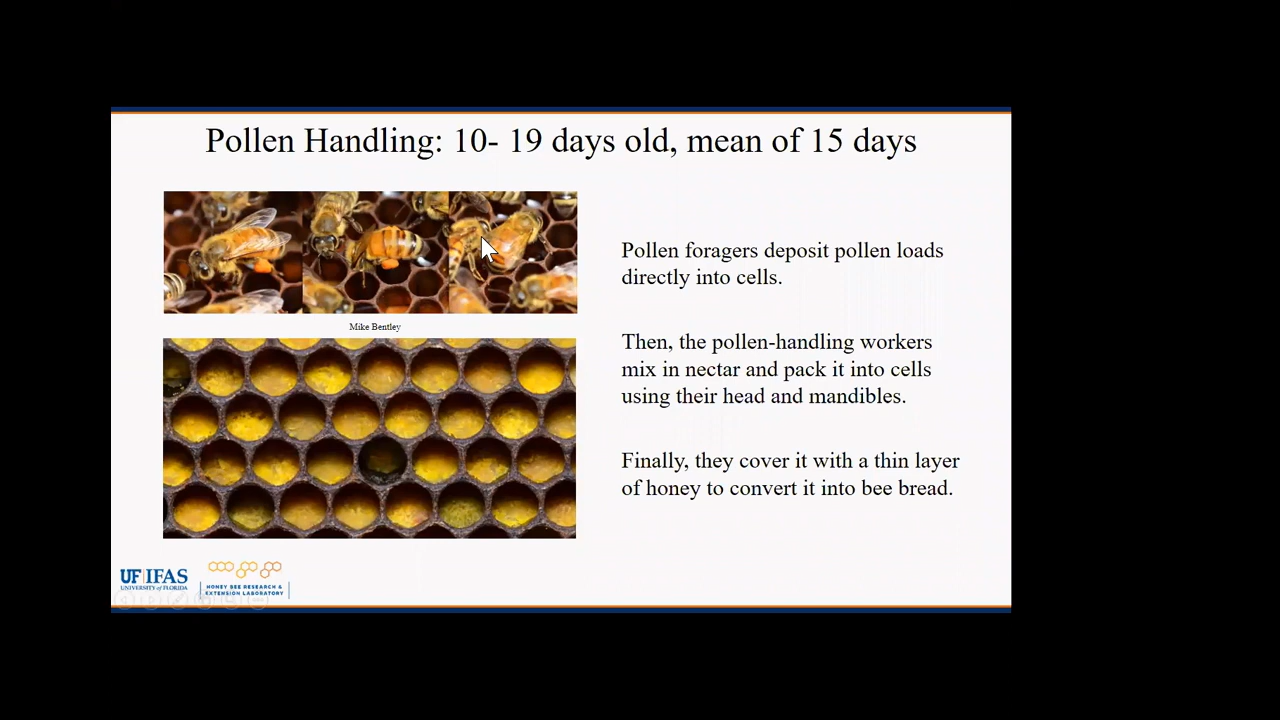 Pollen Handling: 10- 19 days old, mean of 15 days
Mike Bentley
Pollen foragers deposit pollen loads
directly into cells.
Then, the pollen-handling workers
mix in nectar and pack it into cells
using their head and mandibles.
Finally, they cover it with a thin layer
of honey to convert it into bee bread.
UF|IFAS
UNIVERSITY of FLORIDA
HONEY BEE RESEARCH &
EXTENSION LABORATORY